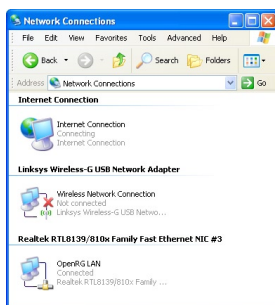 Network Connections
File Edit View Favorites Tools Advanced Help
Back Search Folders
Address Network Connections Go
Internet Connection
Internet Connection
Connecting
Internet Connection
Linksys Wireless-G USB Network Adapter
Wireless Network Connection
Not connected
Linksys Wireless-G USB Netwo...
Realtek RTL8139/810x Family Fast Ethernet NIC #3
OpenRG LAN
Connected
Realtek RTL8139/810x Family ...